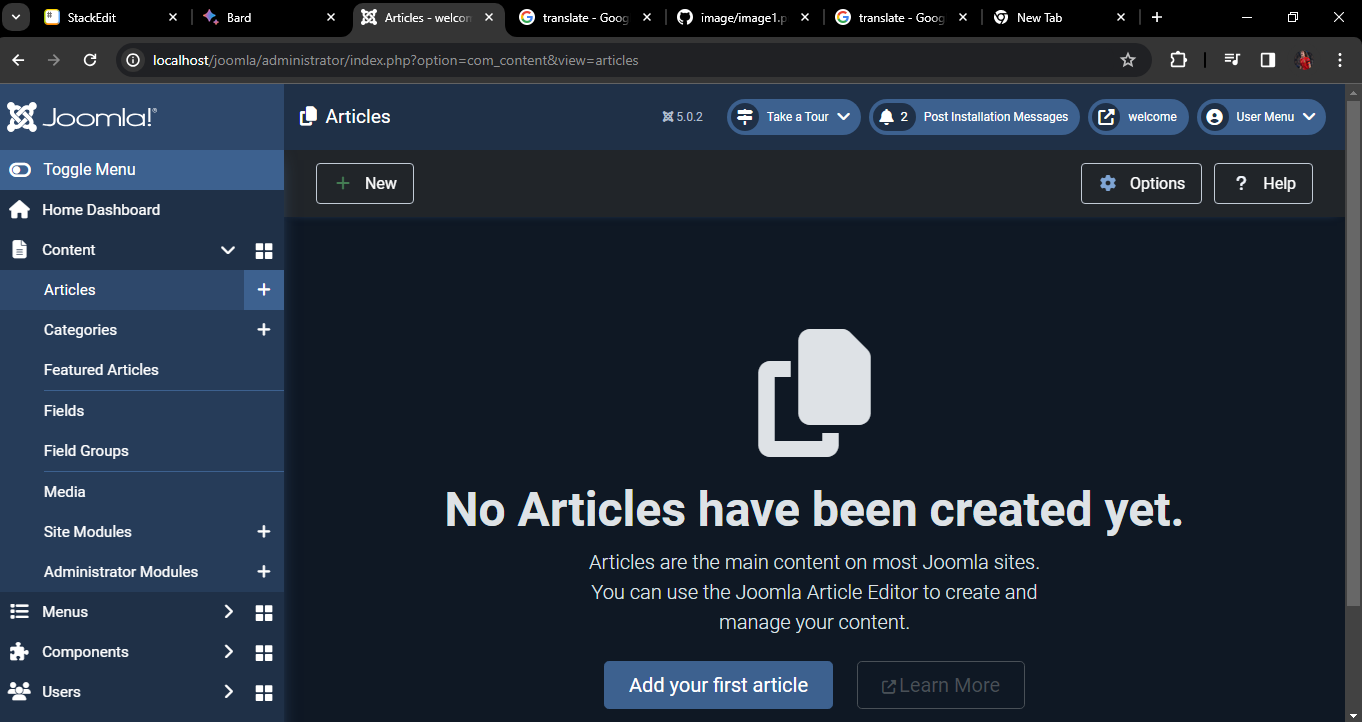 StackEdit
Bard
Articles - welcon
translate - Goog
image/image1.p
translate - Goog
New Tab
localhost/joomla/administrator/index.php?option=com_content&view=articles
Joomla!®
Articles
5.0.2
Take a Tour
2 Post Installation Messages
welcome
User Menu
Toggle Menu
New
Options
? Help
Home Dashboard
Content
Articles
Categories
Featured Articles
Fields
Field Groups
Media
Site Modules
Administrator Modules
Menus
Components
Users
No Articles have been created yet.
Articles are the main content on most Joomla sites.
You can use the Joomla Article Editor to create and
manage your content.
Add your first article
Learn More